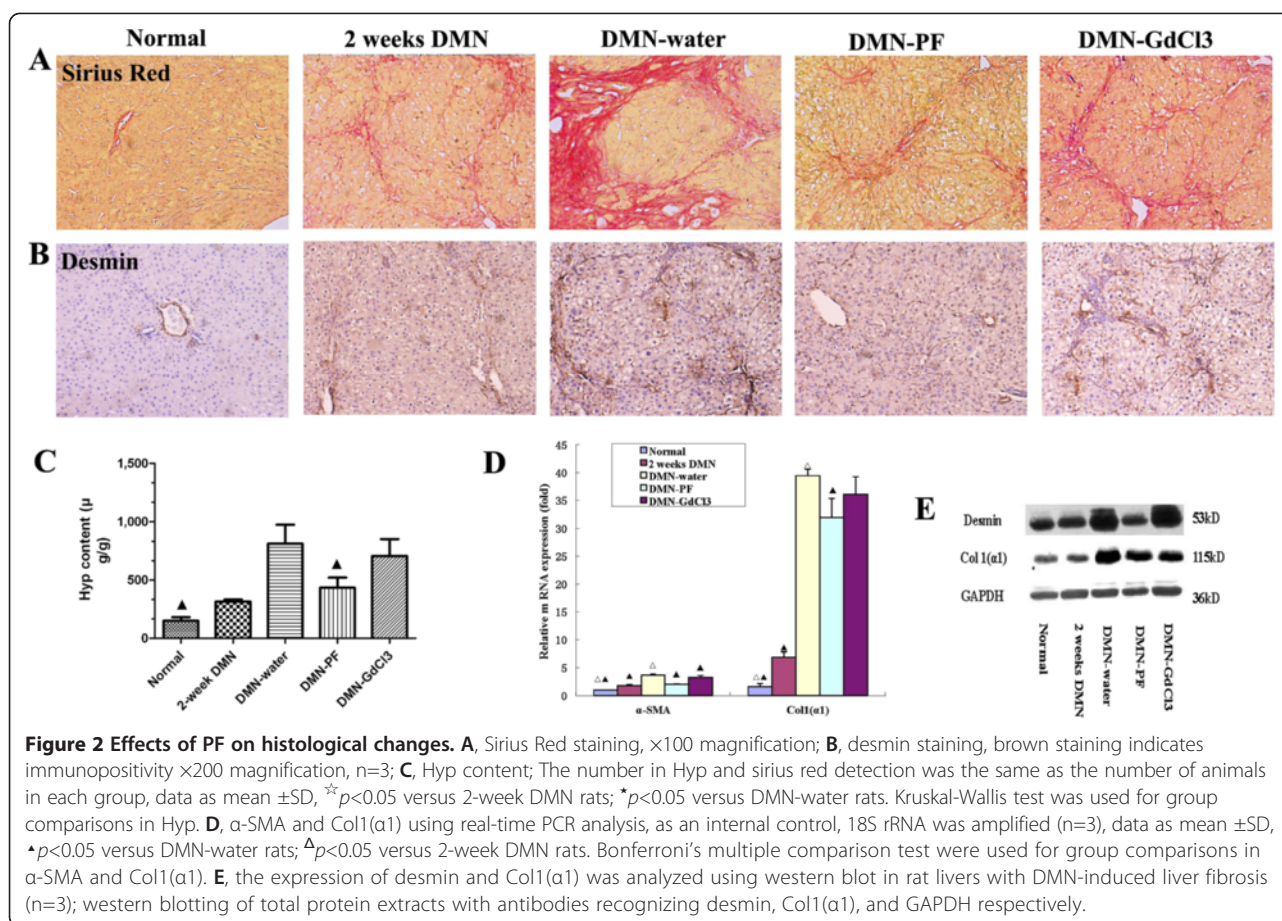 Normal
2 weeks DMN
DMN-water
DMN-PF
DMN-GdCl3
A
Sirius Red
B
Desmin
C
1,500
1,000
500
0
Hyp content (μ
g/g)
▲
▲
Normal
2-week DMN
DMN-water
DMN-PF
DMN-GdCl3
D
45
40
35
30
25
20
15
10
5
0
Relative m RNA expression (fold)
Normal
2 weeks DMN
DMN-water
DMN-PF
DMN-GdCl3
△▲ ▲ △ ▲ ▲
△▲ ▲ △ ▲
α-SMA
Col1(α1)
E
Desmin 53kD
Col 1(α1) 115kD
GAPDH 36kD
Normal
2 weeks DMN
DMN-water
DMN-PF
DMN-GdCl3
Figure 2 Effects of PF on histological changes. A, Sirius Red staining, ×100 magnification; B, desmin staining, brown staining indicates
immunopositivity ×200 magnification, n=3; C, Hyp content; The number in Hyp and sirius red detection was the same as the number of animals
in each group, data as mean ±SD, ☆p<0.05 versus 2-week DMN rats; ★p<0.05 versus DMN-water rats. Kruskal-Wallis test was used for group
comparisons in Hyp. D, α-SMA and Col1(α1) using real-time PCR analysis, as an internal control, 18S rRNA was amplified (n=3), data as mean ±SD,
▲p<0.05 versus DMN-water rats; Δp<0.05 versus 2-week DMN rats. Bonferroni's multiple comparison test were used for group comparisons in
α-SMA and Col1(α1). E, the expression of desmin and Col1(α1) was analyzed using western blot in rat livers with DMN-induced liver fibrosis
(n=3); western blotting of total protein extracts with antibodies recognizing desmin, Col1(α1), and GAPDH respectively.